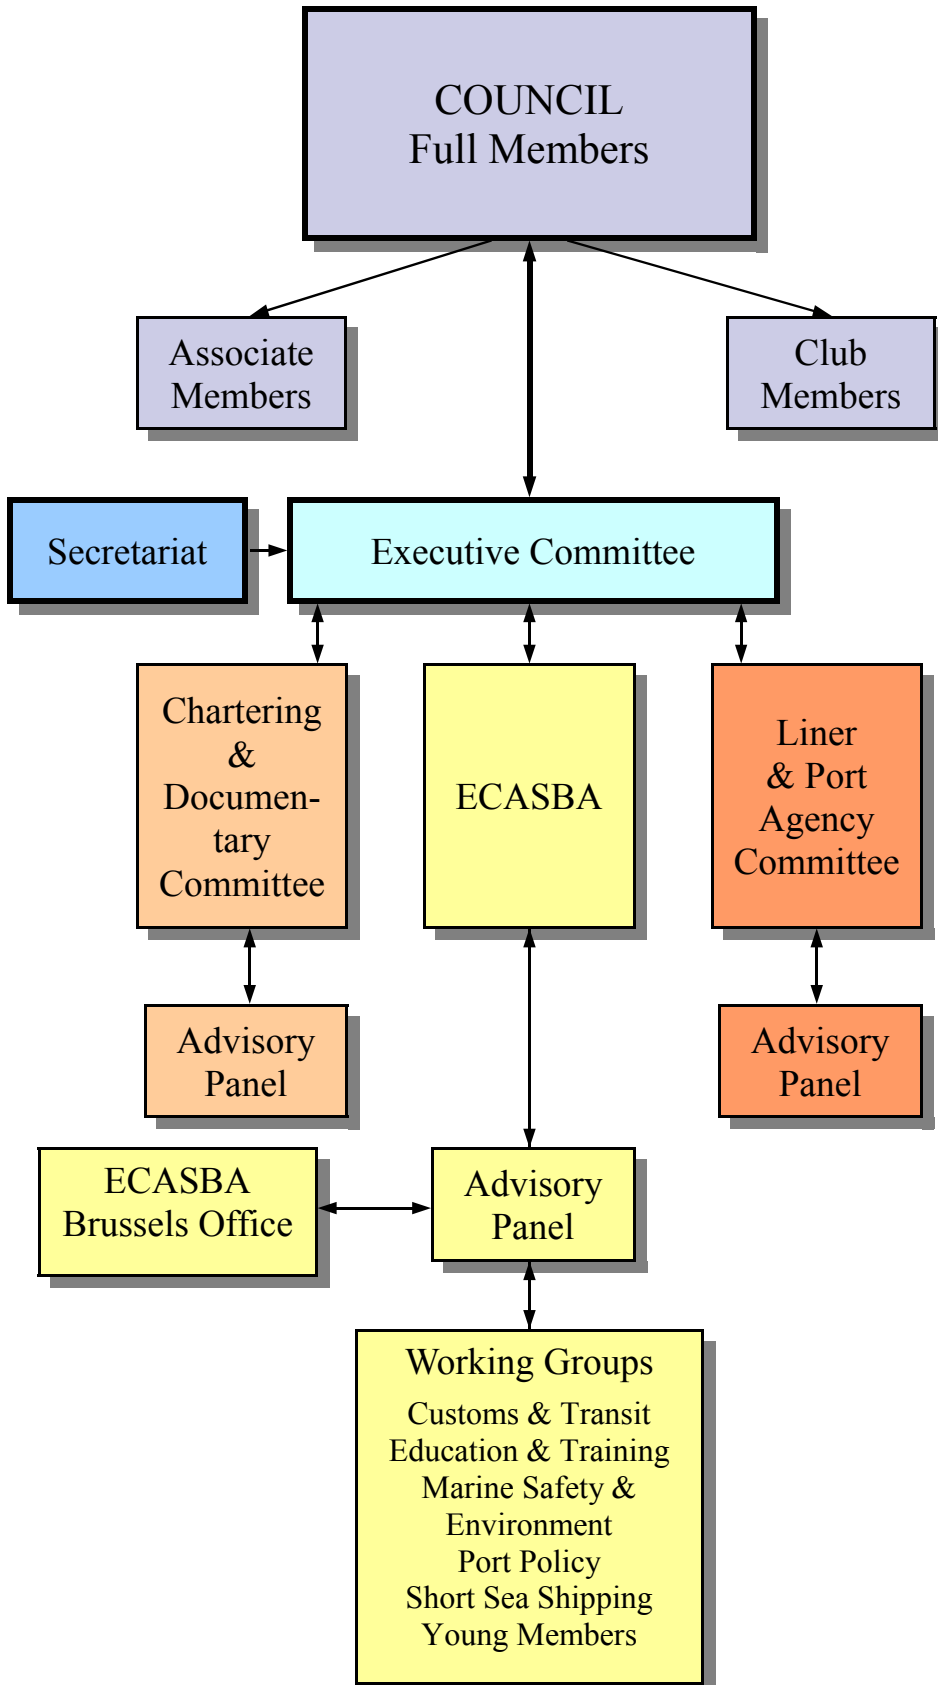 COUNCIL
Full Members
Associate
Members
Club
Members
Secretariat
Executive Committee
Chartering
&
Documen-
tary
Committee
ECASBA
Liner
& Port
Agency
Committee
Advisory
Panel
Advisory
Panel
ECASBA
Brussels Office
Advisory
Panel
Working Groups
Customs & Transit
Education & Training
Marine Safety &
Environment
Port Policy
Short Sea Shipping
Young Members